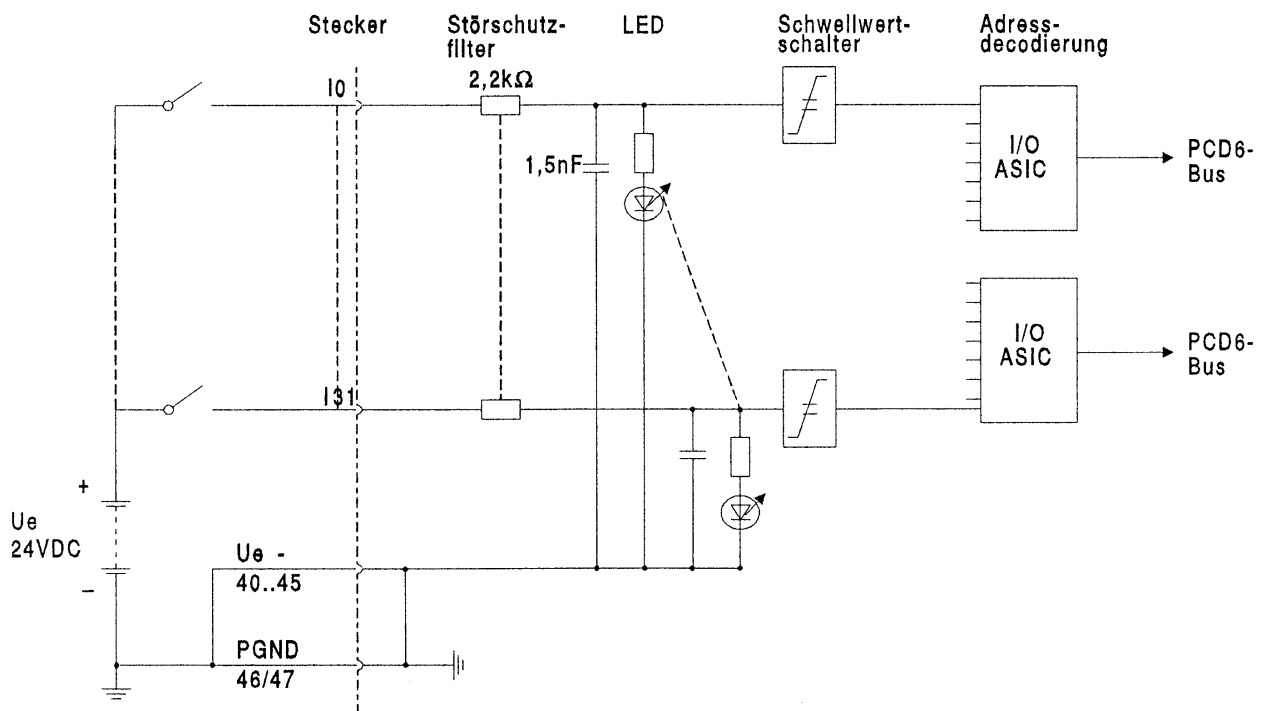 Stecker
Störschutz-
filter
LED
Schwellwert-
schalter
Adress-
decodierung
2,2kΩ
I0
1,5nF
I/O
ASIC
PCD6-
Bus
I/O
ASIC
PCD6-
Bus
I31
+
Ue
24VDC
−
Ue -
40..45
PGND
46/47